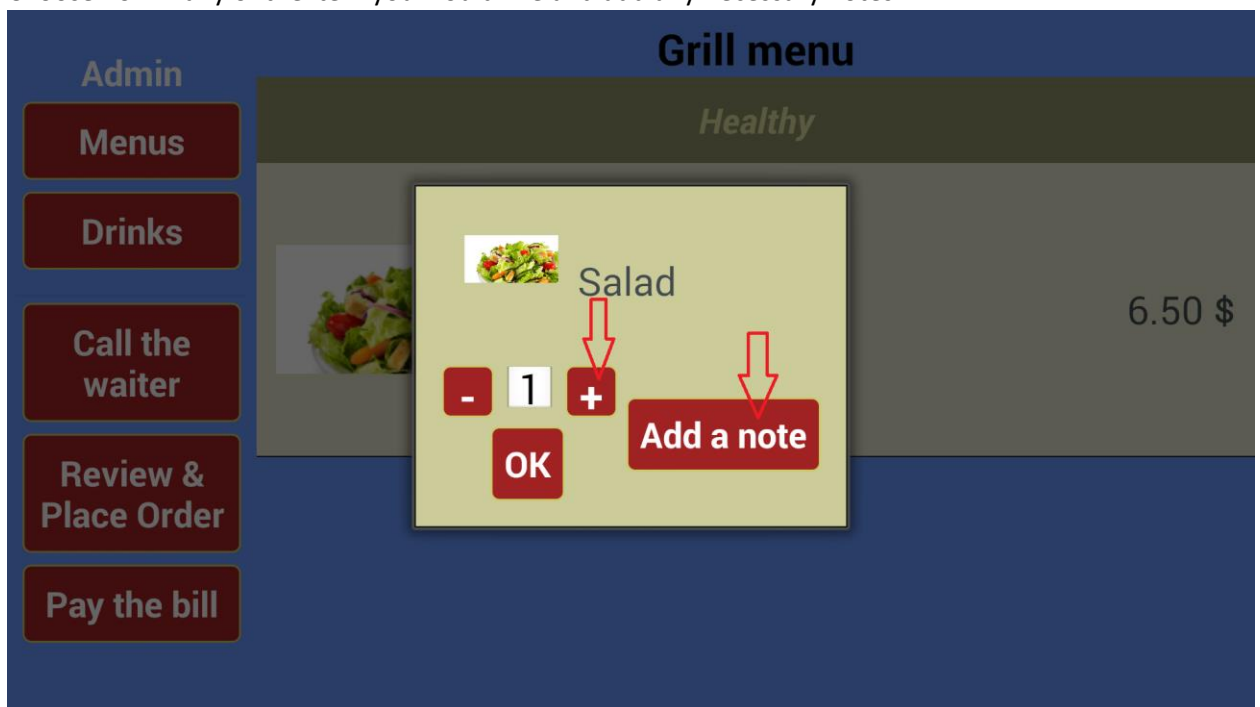 Grill menu
Admin
Healthy
Menus
Drinks
Salad
6.50 $
Call the
waiter
- 1 +
Add a note
OK
Review &
Place Order
Pay the bill